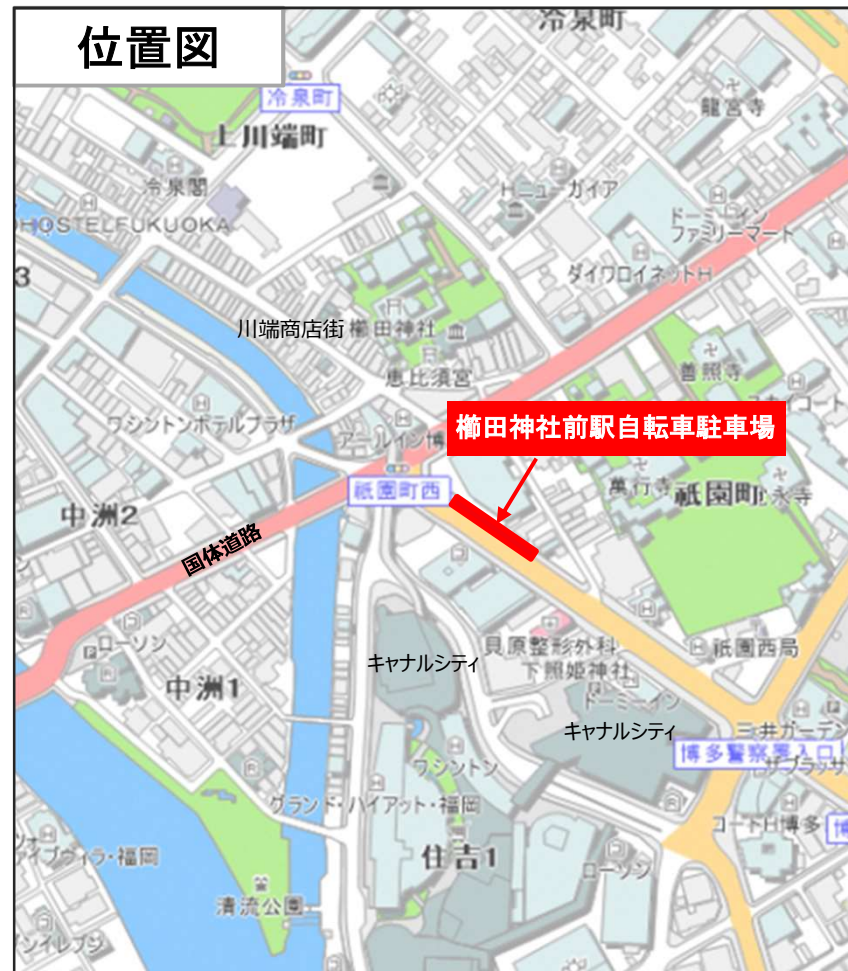 位置図
冷泉町
冷泉町
上川端町
龍宮寺
冷泉閣
HOSTELFUKUOKA
Hニューガイア
ドーミーイン
ファミリーマート
3
ダイワロイネットH
川端商店街
櫛田神社
恵比須宮
善照寺
ワシントンホテルプラザ
アールイン博
櫛田神社前駅自転車駐車場
祇園町西
萬行寺
祇園町
永寺
中洲2
国体道路
ローソン
貝原整形外科
祇園西局
キャナルシティ
下照姫神社
中洲1
ドーミーイン
キャナルシティ
三井ガーデン
博多警察署入口
ワシントン
ザブラッサ
グランド・ハイアット・福岡
コートH博多
博
アイブヴィラ・福岡
住吉1
ローソン
清流公園